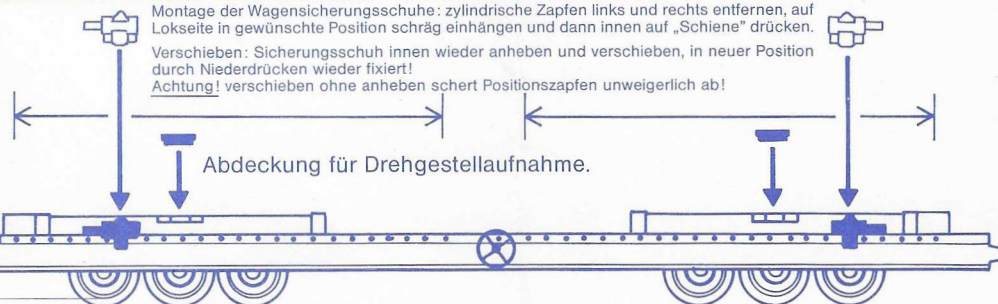 Montage der Wagensicherungsschuhe: zylindrische Zapfen links und rechts entfernen, auf
Lokseite in gewünschte Position schräg einhängen und dann innen auf „Schiene” drücken.
Verschieben: Sicherungsschuh innen wieder anheben und verschieben, in neuer Position
durch Niederdrücken wieder fixiert!
Achtung! verschieben ohne anheben schert Positionszapfen unweigerlich ab!
Abdeckung für Drehgestellaufnahme.